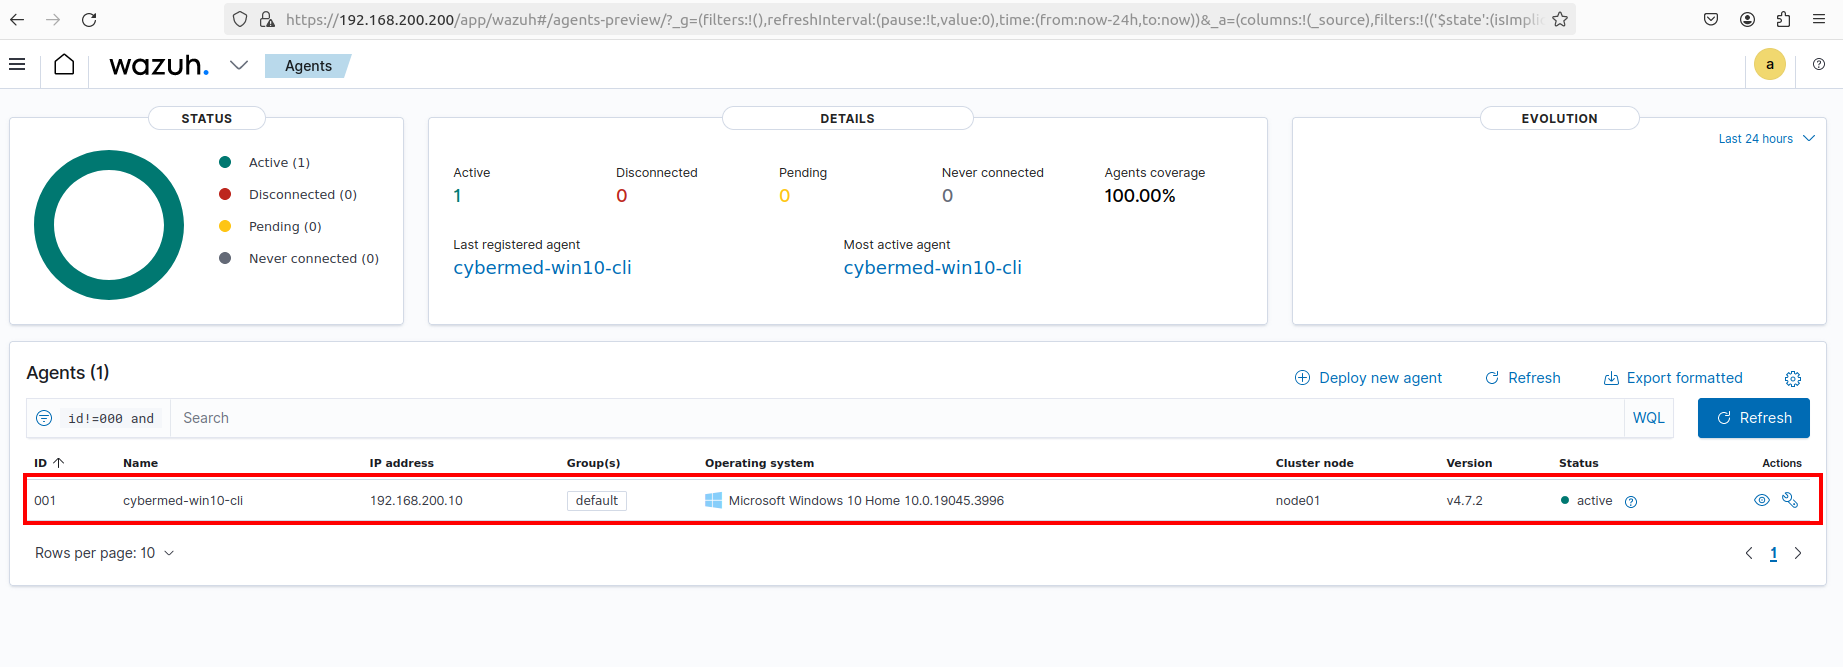 https://192.168.200.200/app/wazuh#/agents-preview/?_g=(filters:!(),refreshInterval:(pause:!t,value:0),time:(from:now-24h,to:now))&_a=(columns:!(_source),filters:!(('$state':(isImplic
wazuh. Agents a
STATUS
Active (1)
Disconnected (0)
Pending (0)
Never connected (0)
DETAILS
Active Disconnected Pending Never connected Agents coverage
1 0 0 0 100.00%
Last registered agent Most active agent
cybermed-win10-cli cybermed-win10-cli
EVOLUTION
Last 24 hours
Agents (1)
Deploy new agent Refresh Export formatted
id!=000 and Search WQL Refresh
ID Name IP address Group(s) Operating system Cluster node Version Status Actions
001 cybermed-win10-cli 192.168.200.10 default Microsoft Windows 10 Home 10.0.19045.3996 node01 v4.7.2 active
Rows per page: 10 1